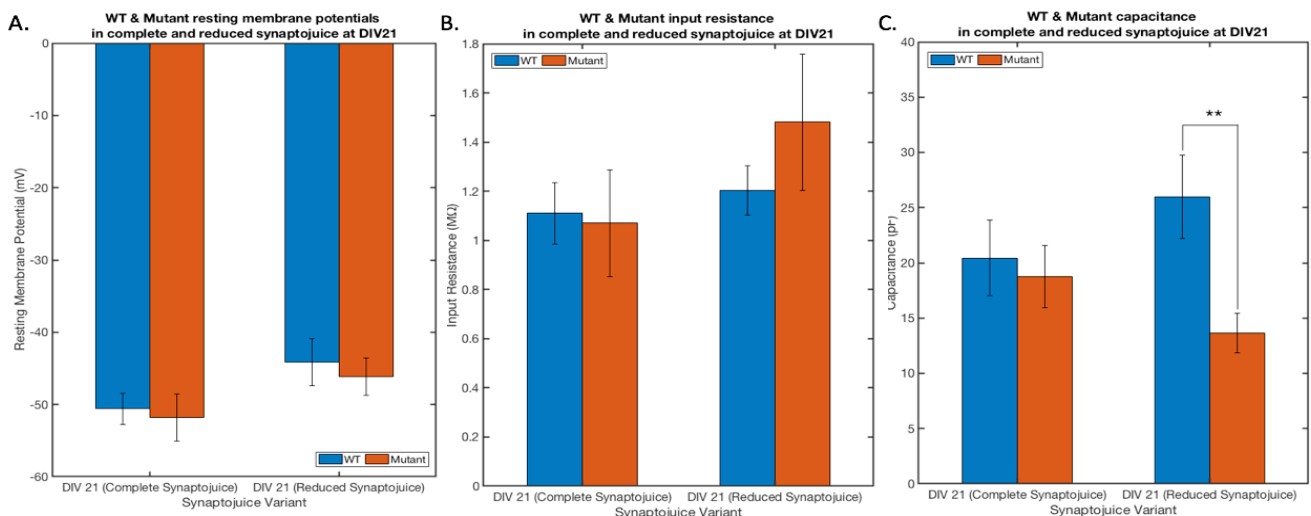 A.
WT & Mutant resting membrane potentials
in complete and reduced synaptojuice at DIV21
0
-10
-20
-30
-40
-50
-60
Resting Membrane Potential (mV)
WT
Mutant
DIV 21 (Complete Synaptojuice)
DIV 21 (Reduced Synaptojuice)
Synaptojuice Variant
B.
WT & Mutant input resistance
in complete and reduced synaptojuice at DIV21
1.8
1.6
1.4
1.2
1
0.8
0.6
0.4
0.2
0
Input Resistance (MΩ)
WT
Mutant
DIV 21 (Complete Synaptojuice)
DIV 21 (Reduced Synaptojuice)
Synaptojuice Variant
C.
WT & Mutant capacitance
in complete and reduced synaptojuice at DIV21
40
35
30
25
20
15
10
5
0
Capacitance (pF)
WT
Mutant
**
DIV 21 (Complete Synaptojuice)
DIV 21 (Reduced Synaptojuice)
Synaptojuice Variant